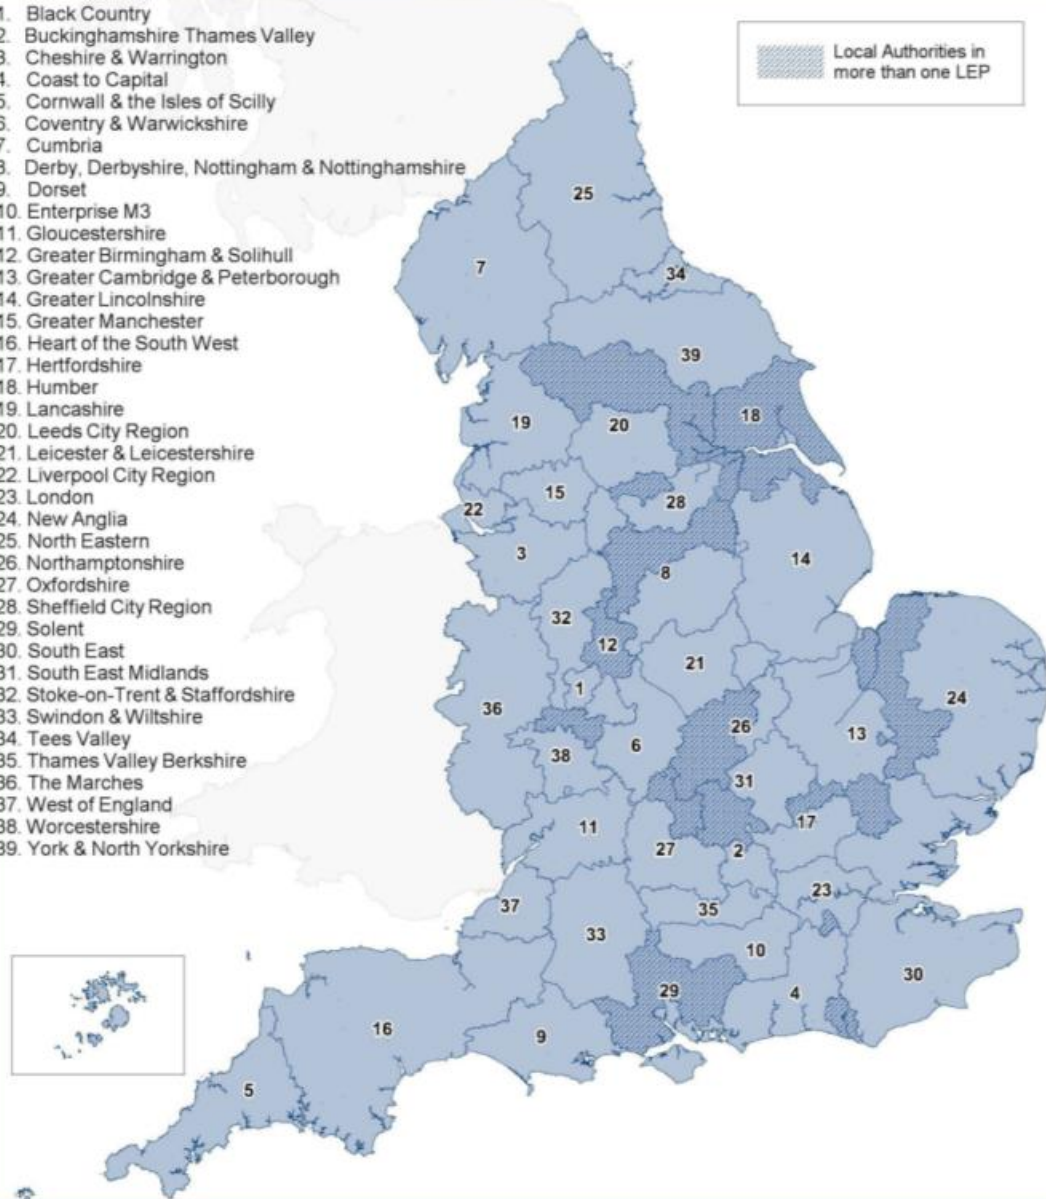 1. Black Country
2. Buckinghamshire Thames Valley
3. Cheshire & Warrington
4. Coast to Capital
5. Cornwall & the Isles of Scilly
6. Coventry & Warwickshire
7. Cumbria
8. Derby, Derbyshire, Nottingham & Nottinghamshire
9. Dorset
10. Enterprise M3
11. Gloucestershire
12. Greater Birmingham & Solihull
13. Greater Cambridge & Peterborough
14. Greater Lincolnshire
15. Greater Manchester
16. Heart of the South West
17. Hertfordshire
18. Humber
19. Lancashire
20. Leeds City Region
21. Leicester & Leicestershire
22. Liverpool City Region
23. London
24. New Anglia
25. North Eastern
26. Northamptonshire
27. Oxfordshire
28. Sheffield City Region
29. Solent
30. South East
31. South East Midlands
32. Stoke-on-Trent & Staffordshire
33. Swindon & Wiltshire
34. Tees Valley
35. Thames Valley Berkshire
36. The Marches
37. West of England
38. Worcestershire
39. York & North Yorkshire
Local Authorities in
more than one LEP
25
7
34
39
18
19
20
15
28
22
3
8
14
32
12
21
1
36
26
24
6
13
38
31
11
17
27
2
23
37
35
33
10
30
29
4
16
9
5